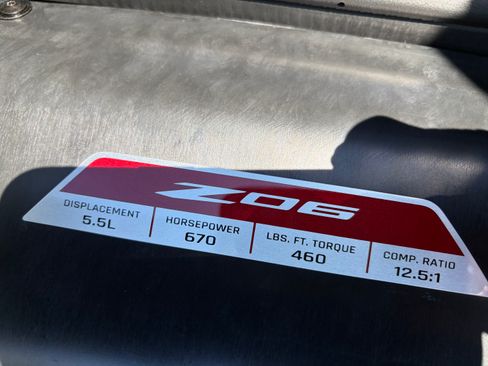 Z06
DISPLACEMENT
5.5L
HORSEPOWER
670
LBS. FT. TORQUE
460
COMP. RATIO
12.5:1